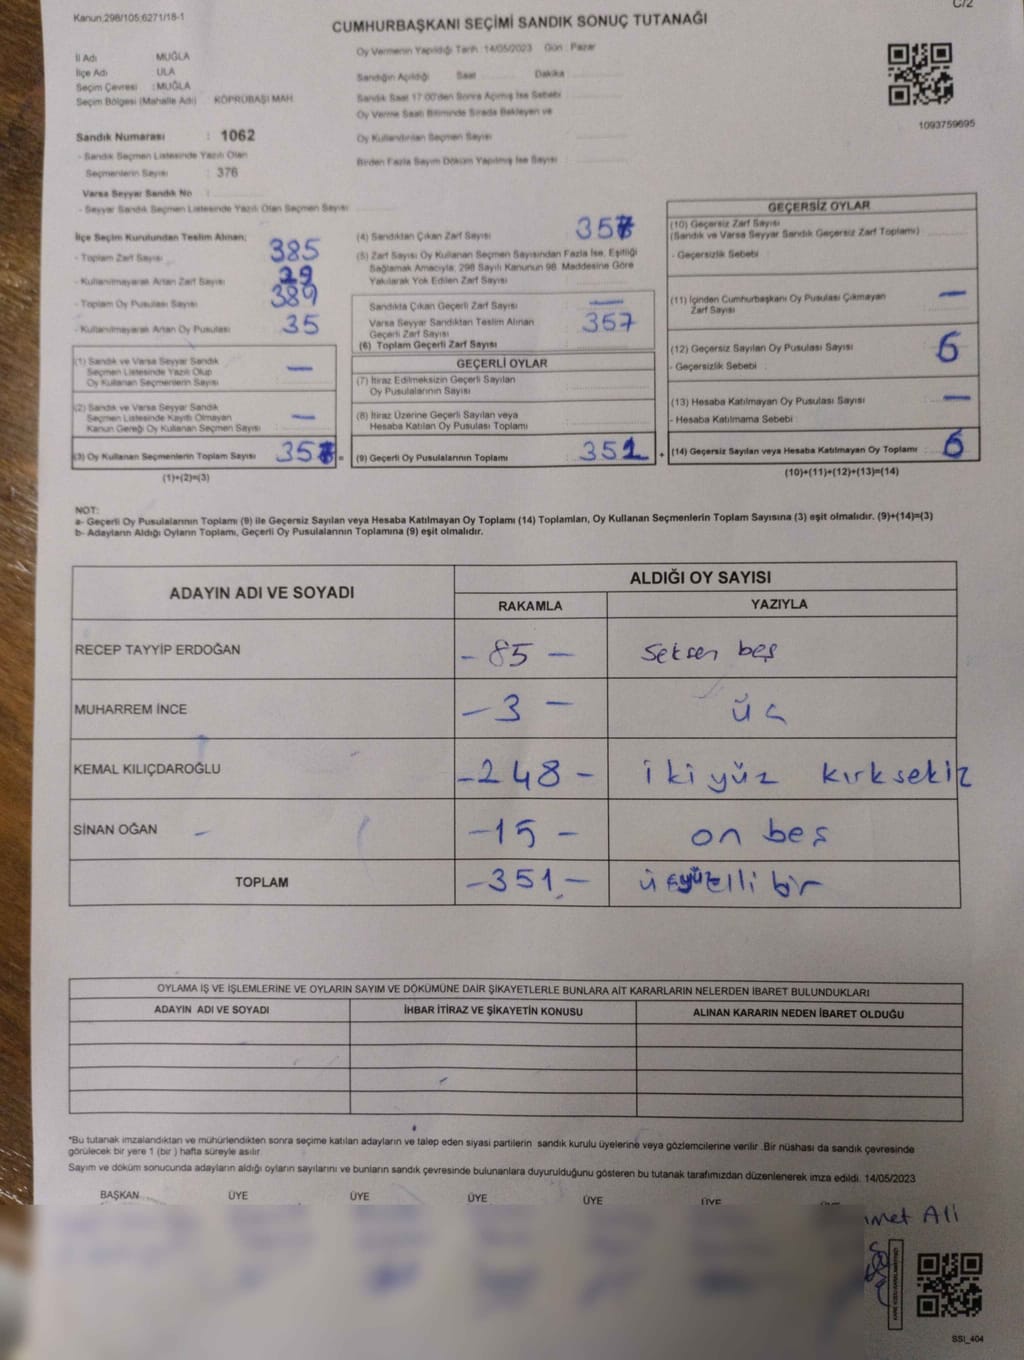 Kanun;298/105;6271/18-1
C/2
CUMHURBAŞKANI SEÇİMİ SANDIK SONUÇ TUTANAĞI
İl Adı MUĞLA
İlçe Adı ULA
Seçim Çevresi : MUĞLA
Seçim Bölgesi (Mahalle Adı) KÖPRÜBAŞI MAH.
Sandık Numarası : 1062
- Sandık Seçmen Listesinde Yazılı Olan
Seçmenlerin Sayısı : 376
Varsa Seyyar Sandık No :
- Seyyar Sandık Seçmen Listesinde Yazılı Olan Seçmen Sayısı
Oy Vermenin Yapıldığı Tarih :14/05/2023 Gün : Pazar
Sandığın Açıldığı Saat Dakika
Sandık Saat 17:00'den Sonra Açılmış İse Sebebi
Oy Verme Saati Bitiminde Sırada Bekleyen ve
Oy Kullandırılan Seçmen Sayısı
Birden Fazla Sayım Döküm Yapılmış İse Sayısı
1093759695
İlçe Seçim Kurulundan Teslim Alınan;
- Toplam Zarf Sayısı 385
- Kullanılmayarak Artan Zarf Sayısı 29
- Toplam Oy Pusulası Sayısı 389
- Kullanılmayarak Artan Oy Pusulası 35
(1) Sandık ve Varsa Seyyar Sandık
Seçmen Listesinde Yazılı Olup
Oy Kullanan Seçmenlerin Sayısı —
(2) Sandık ve Varsa Seyyar Sandık
Seçmen Listesinde Kayıtlı Olmayan
Kanun Gereği Oy Kullanan Seçmen Sayısı —
(3) Oy Kullanan Seçmenlerin Toplam Sayısı 357 =
(1)+(2)=(3)
(4) Sandıktan Çıkan Zarf Sayısı 357
(5) Zarf Sayısı Oy Kullanan Seçmen Sayısından Fazla İse, Eşitliği
Sağlamak Amacıyla, 298 Sayılı Kanunun 98. Maddesine Göre
Yakılarak Yok Edilen Zarf Sayısı
Sandıkta Çıkan Geçerli Zarf Sayısı —
Varsa Seyyar Sandıktan Teslim Alınan
Geçerli Zarf Sayısı 357
(6) Toplam Geçerli Zarf Sayısı
GEÇERLİ OYLAR
(7) İtiraz Edilmeksizin Geçerli Sayılan
Oy Pusulalarının Sayısı
(8) İtiraz Üzerine Geçerli Sayılan veya
Hesaba Katılan Oy Pusulası Toplamı
(9) Geçerli Oy Pusulalarının Toplamı 351 +
GEÇERSİZ OYLAR
(10) Geçersiz Zarf Sayısı
(Sandık ve Varsa Seyyar Sandık Geçersiz Zarf Toplamı)
- Geçersizlik Sebebi
(11) İçinden Cumhurbaşkanı Oy Pusulası Çıkmayan
Zarf Sayısı —
(12) Geçersiz Sayılan Oy Pusulası Sayısı : 6
- Geçersizlik Sebebi :
(13) Hesaba Katılmayan Oy Pusulası Sayısı —
- Hesaba Katılmama Sebebi :
(14) Geçersiz Sayılan veya Hesaba Katılmayan Oy Toplamı : 6
(10)+(11)+(12)+(13)=(14)
NOT:
a- Geçerli Oy Pusulalarının Toplamı (9) ile Geçersiz Sayılan veya Hesaba Katılmayan Oy Toplamı (14) Toplamları, Oy Kullanan Seçmenlerin Toplam Sayısına (3) eşit olmalıdır. (9)+(14)=(3)
b- Adayların Aldığı Oyların Toplamı, Geçerli Oy Pusulalarının Toplamına (9) eşit olmalıdır.
ADAYIN ADI VE SOYADI ALDIĞI OY SAYISI
RAKAMLA YAZIYLA
RECEP TAYYİP ERDOĞAN - 85 - Seksen beş
MUHARREM İNCE - 3 - üç
KEMAL KILIÇDAROĞLU - 248 - iki yüz kırk sekiz
SİNAN OĞAN - 15 - on beş
TOPLAM - 351 - üçyüzelli bir
OYLAMA İŞ VE İŞLEMLERİNE VE OYLARIN SAYIM VE DÖKÜMÜNE DAİR ŞİKAYETLERLE BUNLARA AİT KARARLARIN NELERDEN İBARET BULUNDUKLARI
ADAYIN ADI VE SOYADI İHBAR İTİRAZ VE ŞİKAYETİN KONUSU ALINAN KARARIN NEDEN İBARET OLDUĞU
*Bu tutanak imzalandıktan ve mühürlendikten sonra seçime katılan adayların ve talep eden siyasi partilerin sandık kurulu üyelerine veya gözlemcilerine verilir. Bir nüshası da sandık çevresinde
görülecek bir yere 1 (bir ) hafta süreyle asılır.
Sayım ve döküm sonucunda adayların aldığı oyların sayılarını ve bunların sandık çevresinde bulunanlara duyurulduğunu gösteren bu tutanak tarafımızdan düzenlenerek imza edildi. 14/05/2023
BAŞKAN ÜYE ÜYE ÜYE ÜYE ÜYE
Ali
SSI_404